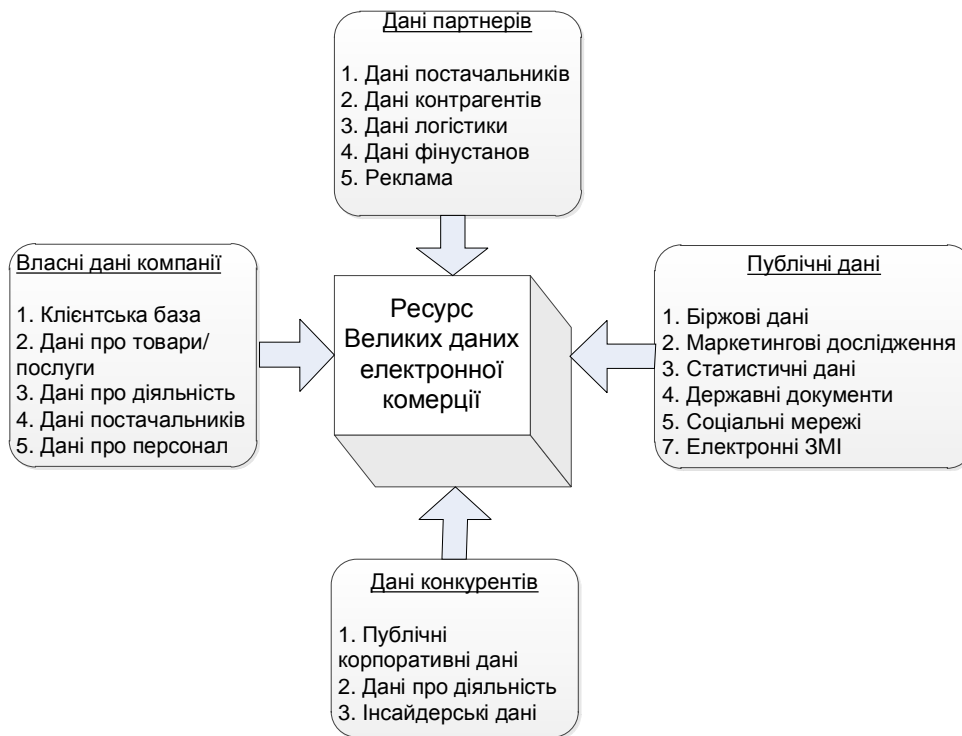 Дані партнерів
1. Дані постачальників
2. Дані контрагентів
3. Дані логістики
4. Дані фінустанов
5. Реклама
Власні дані компанії
1. Клієнтська база
2. Дані про товари/
послуги
3. Дані про діяльність
4. Дані постачальників
5. Дані про персонал
Ресурс
Великих даних
електронної
комерції
Публічні дані
1. Біржові дані
2. Маркетингові дослідження
3. Статистичні дані
4. Державні документи
5. Соціальні мережі
7. Електронні ЗМІ
Дані конкурентів
1. Публічні
корпоративні дані
2. Дані про діяльність
3. Інсайдерські дані